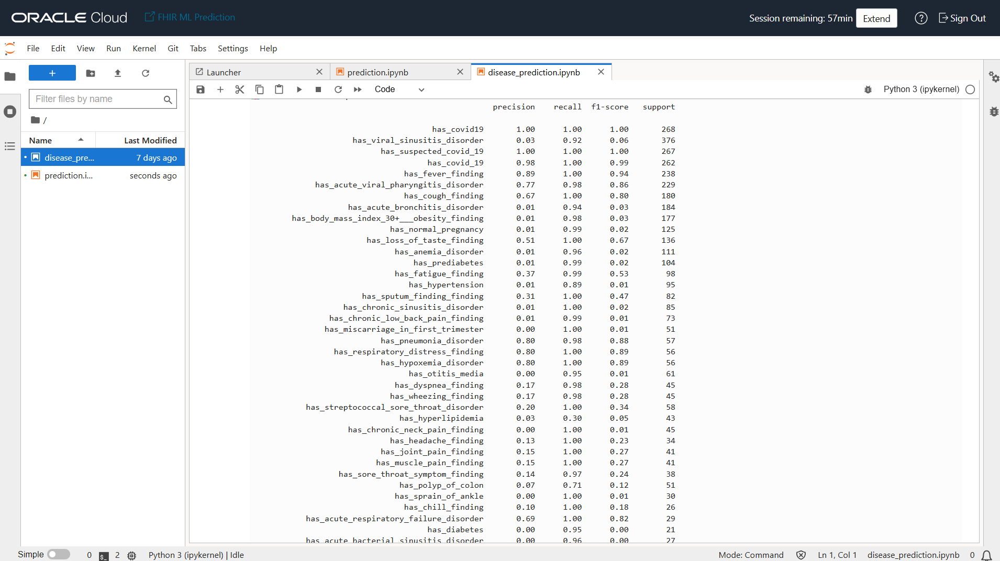 ORACLE Cloud FHIR ML Prediction Session remaining: 57min Extend ? Sign Out
File Edit View Run Kernel Git Tabs Settings Help
+ Launcher prediction.ipynb disease_prediction.ipynb
Code Python 3 (ipykernel)
Filter files by name
/
Name Last Modified
disease_pre... 7 days ago
prediction.i... seconds ago
precision recall f1-score support
has_covid19 1.00 1.00 1.00 268
has_viral_sinusitis_disorder 0.03 0.92 0.06 376
has_suspected_covid_19 1.00 1.00 1.00 267
has_covid_19 0.98 1.00 0.99 262
has_fever_finding 0.89 1.00 0.94 238
has_acute_viral_pharyngitis_disorder 0.77 0.98 0.86 229
has_cough_finding 0.67 1.00 0.80 180
has_acute_bronchitis_disorder 0.01 0.94 0.03 184
has_body_mass_index_30+___obesity_finding 0.01 0.98 0.03 177
has_normal_pregnancy 0.01 0.99 0.02 125
has_loss_of_taste_finding 0.51 1.00 0.67 136
has_anemia_disorder 0.01 0.96 0.02 111
has_prediabetes 0.01 0.99 0.02 104
has_fatigue_finding 0.37 0.99 0.53 98
has_hypertension 0.01 0.89 0.01 95
has_sputum_finding_finding 0.31 1.00 0.47 82
has_chronic_sinusitis_disorder 0.01 1.00 0.02 85
has_chronic_low_back_pain_finding 0.01 0.99 0.01 73
has_miscarriage_in_first_trimester 0.00 1.00 0.01 51
has_pneumonia_disorder 0.80 0.98 0.88 57
has_respiratory_distress_finding 0.80 1.00 0.89 56
has_hypoxemia_disorder 0.80 1.00 0.89 56
has_otitis_media 0.00 0.95 0.01 61
has_dyspnea_finding 0.17 0.98 0.28 45
has_wheezing_finding 0.17 0.98 0.28 45
has_streptococcal_sore_throat_disorder 0.20 1.00 0.34 58
has_hyperlipidemia 0.03 0.30 0.05 43
has_chronic_neck_pain_finding 0.00 1.00 0.01 45
has_headache_finding 0.13 1.00 0.23 34
has_joint_pain_finding 0.15 1.00 0.27 41
has_muscle_pain_finding 0.15 1.00 0.27 41
has_sore_throat_symptom_finding 0.14 0.97 0.24 38
has_polyp_of_colon 0.07 0.71 0.12 51
has_sprain_of_ankle 0.00 1.00 0.01 30
has_chill_finding 0.10 1.00 0.18 26
has_acute_respiratory_failure_disorder 0.69 1.00 0.82 29
has_diabetes 0.00 0.95 0.00 21
has_acute_bacterial_sinusitis_disorder 0.00 0.96 0.00 27
Simple 0 $_ 2 Python 3 (ipykernel) | Idle Mode: Command Ln 1, Col 1 disease_prediction.ipynb 0